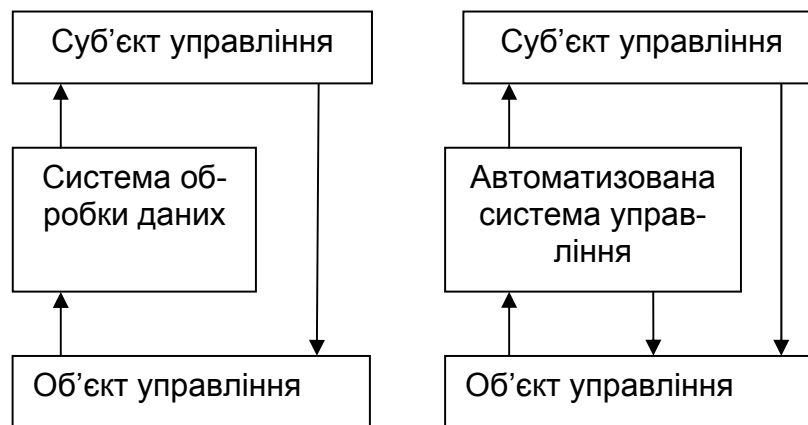 Суб’єкт управління
Система об-
робки даних
Об’єкт управління
Суб’єкт управління
Автоматизована
система управ-
ління
Об’єкт управління